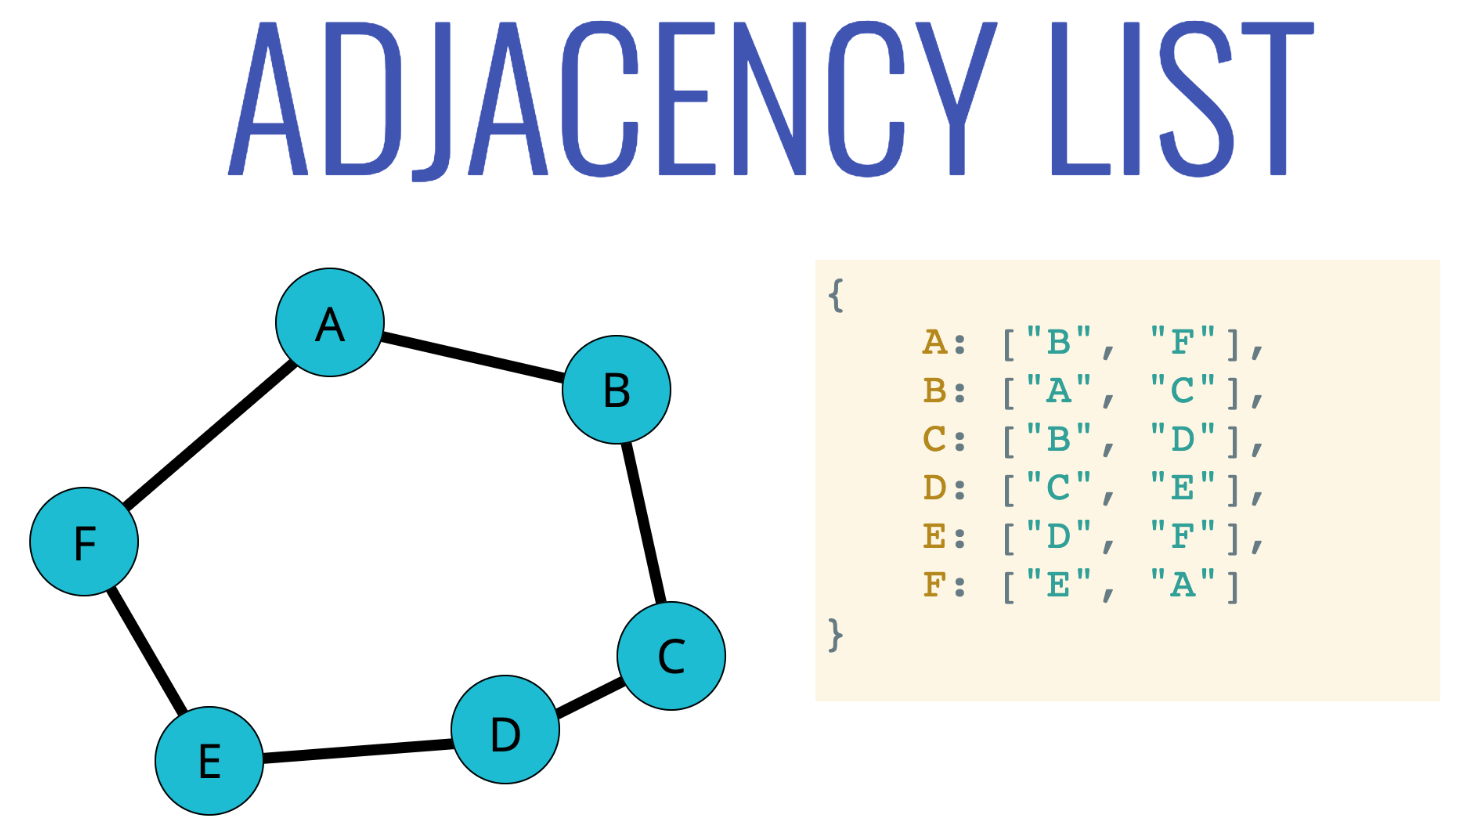 ADJACENCY LIST
A
B
F
C
D
E
{
A: ["B", "F"],
B: ["A", "C"],
C: ["B", "D"],
D: ["C", "E"],
E: ["D", "F"],
F: ["E", "A"]
}